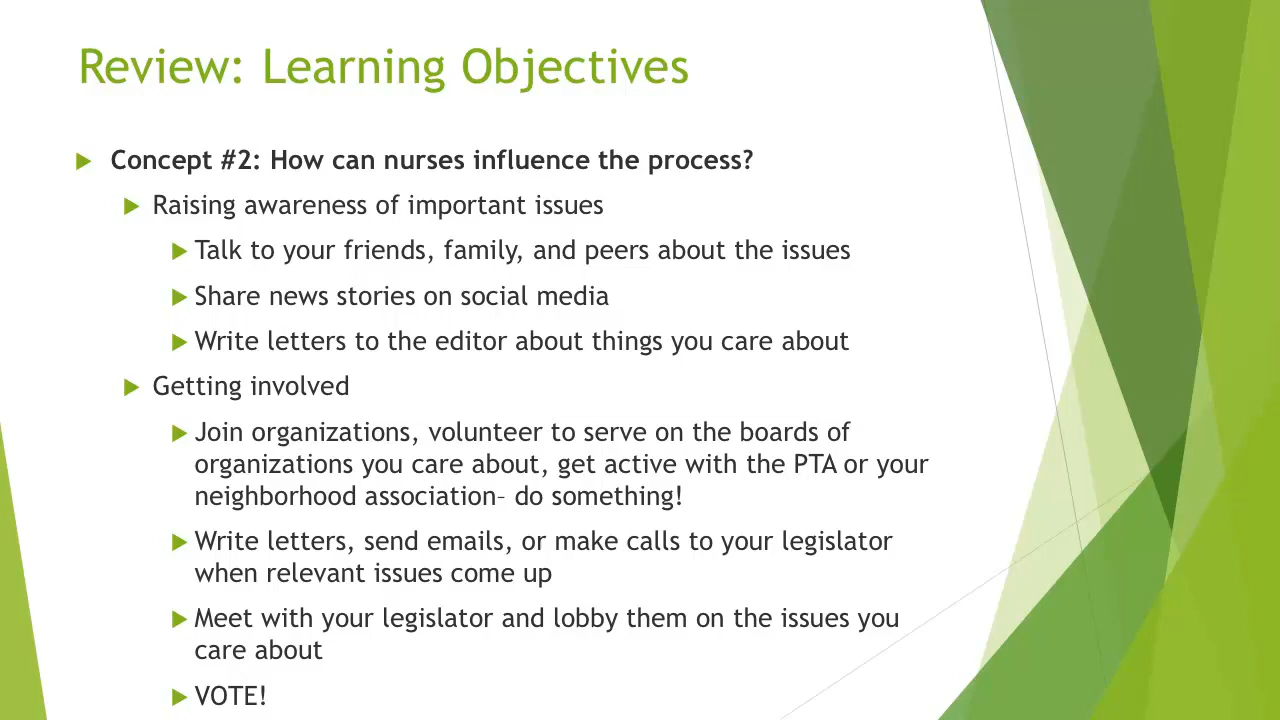 Review: Learning Objectives
Concept #2: How can nurses influence the process?
Raising awareness of important issues
Talk to your friends, family, and peers about the issues
Share news stories on social media
Write letters to the editor about things you care about
Getting involved
Join organizations, volunteer to serve on the boards of
organizations you care about, get active with the PTA or your
neighborhood association– do something!
Write letters, send emails, or make calls to your legislator
when relevant issues come up
Meet with your legislator and lobby them on the issues you
care about
VOTE!